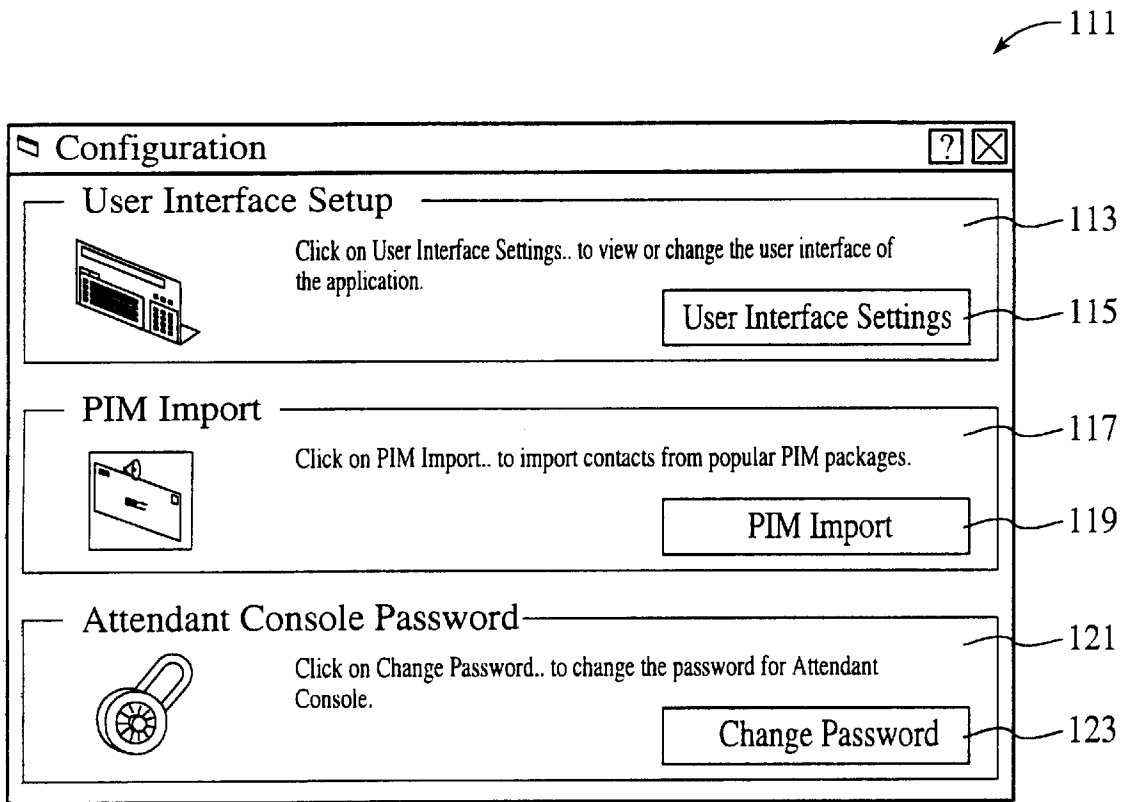 111
Configuration ?
User Interface Setup
113
Click on User Interface Settings.. to view or change the user interface of
the application.
User Interface Settings
115
PIM Import
117
Click on PIM Import.. to import contacts from popular PIM packages.
PIM Import
119
Attendant Console Password
121
Click on Change Password.. to change the password for Attendant
Console.
Change Password
123